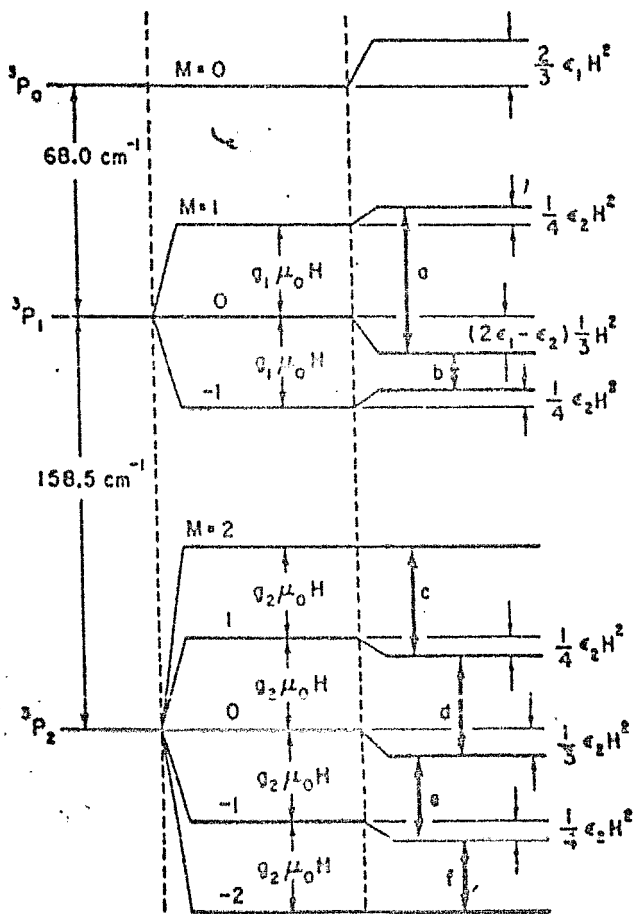 ³P₀
M=0
2/3 ϵ₁H²
68.0 cm⁻¹
M=1
1/4 ϵ₂H²
g₁μ₀H
a
³P₁
0
(2ϵ₁-ϵ₂) 1/3 H²
g₁μ₀H
b
-1
1/4 ϵ₂H²
158.5 cm⁻¹
M=2
g₂μ₀H
c
1
1/4 ϵ₂H²
g₂μ₀H
d
³P₂
0
1/3 ϵ₂H²
g₂μ₀H
e
-1
1/4 ϵ₂H²
g₂μ₀H
f
-2